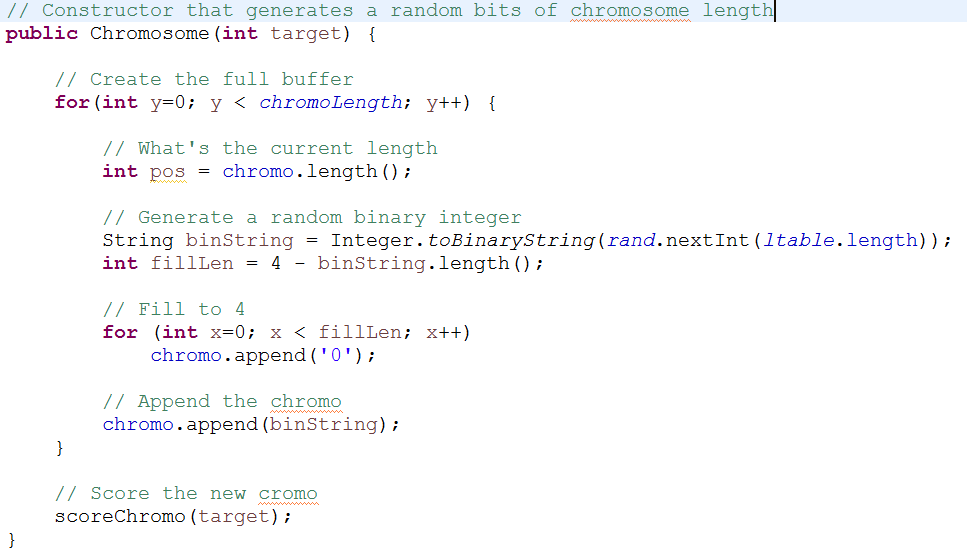 // Constructor that generates a random bits of chromosome length
public Chromosome(int target) {
// Create the full buffer
for(int y=0; y < chromoLength; y++) {
// What's the current length
int pos = chromo.length();
// Generate a random binary integer
String binString = Integer.toBinaryString(rand.nextInt(ltable.length));
int fillLen = 4 - binString.length();
// Fill to 4
for (int x=0; x < fillLen; x++)
chromo.append('0');
// Append the chromo
chromo.append(binString);
}
// Score the new cromo
scoreChromo(target);
}